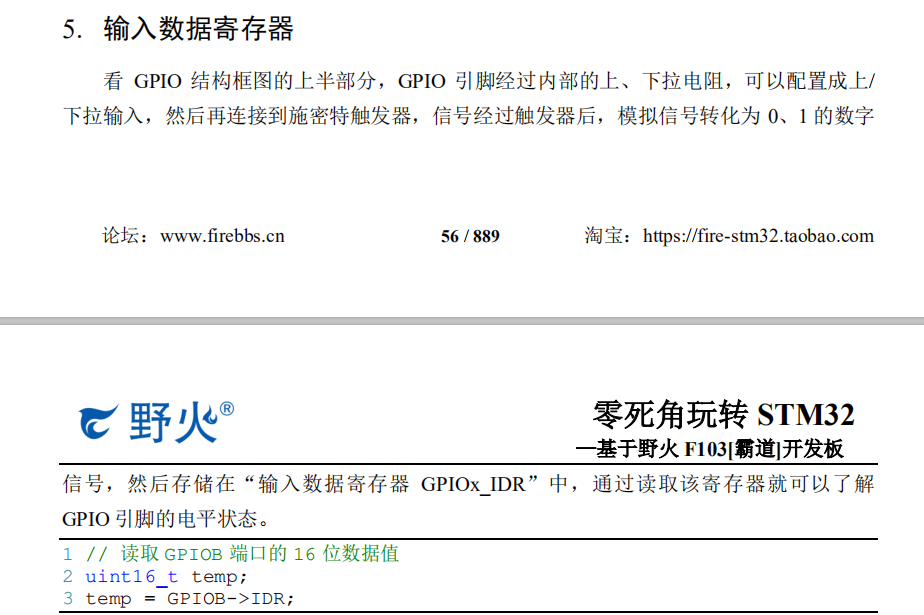 5. 输入数据寄存器
看 GPIO 结构框图的上半部分，GPIO 引脚经过内部的上、下拉电阻，可以配置成上/
下拉输入，然后再连接到施密特触发器，信号经过触发器后，模拟信号转化为 0、1 的数字
论坛：www.firebbs.cn 56 / 889 淘宝：https://fire-stm32.taobao.com
野火® 零死角玩转 STM32
—基于野火 F103[霸道]开发板
信号，然后存储在“输入数据寄存器 GPIOx_IDR”中，通过读取该寄存器就可以了解
GPIO 引脚的电平状态。
1 // 读取 GPIOB 端口的 16 位数据值
2 uint16_t temp;
3 temp = GPIOB->IDR;